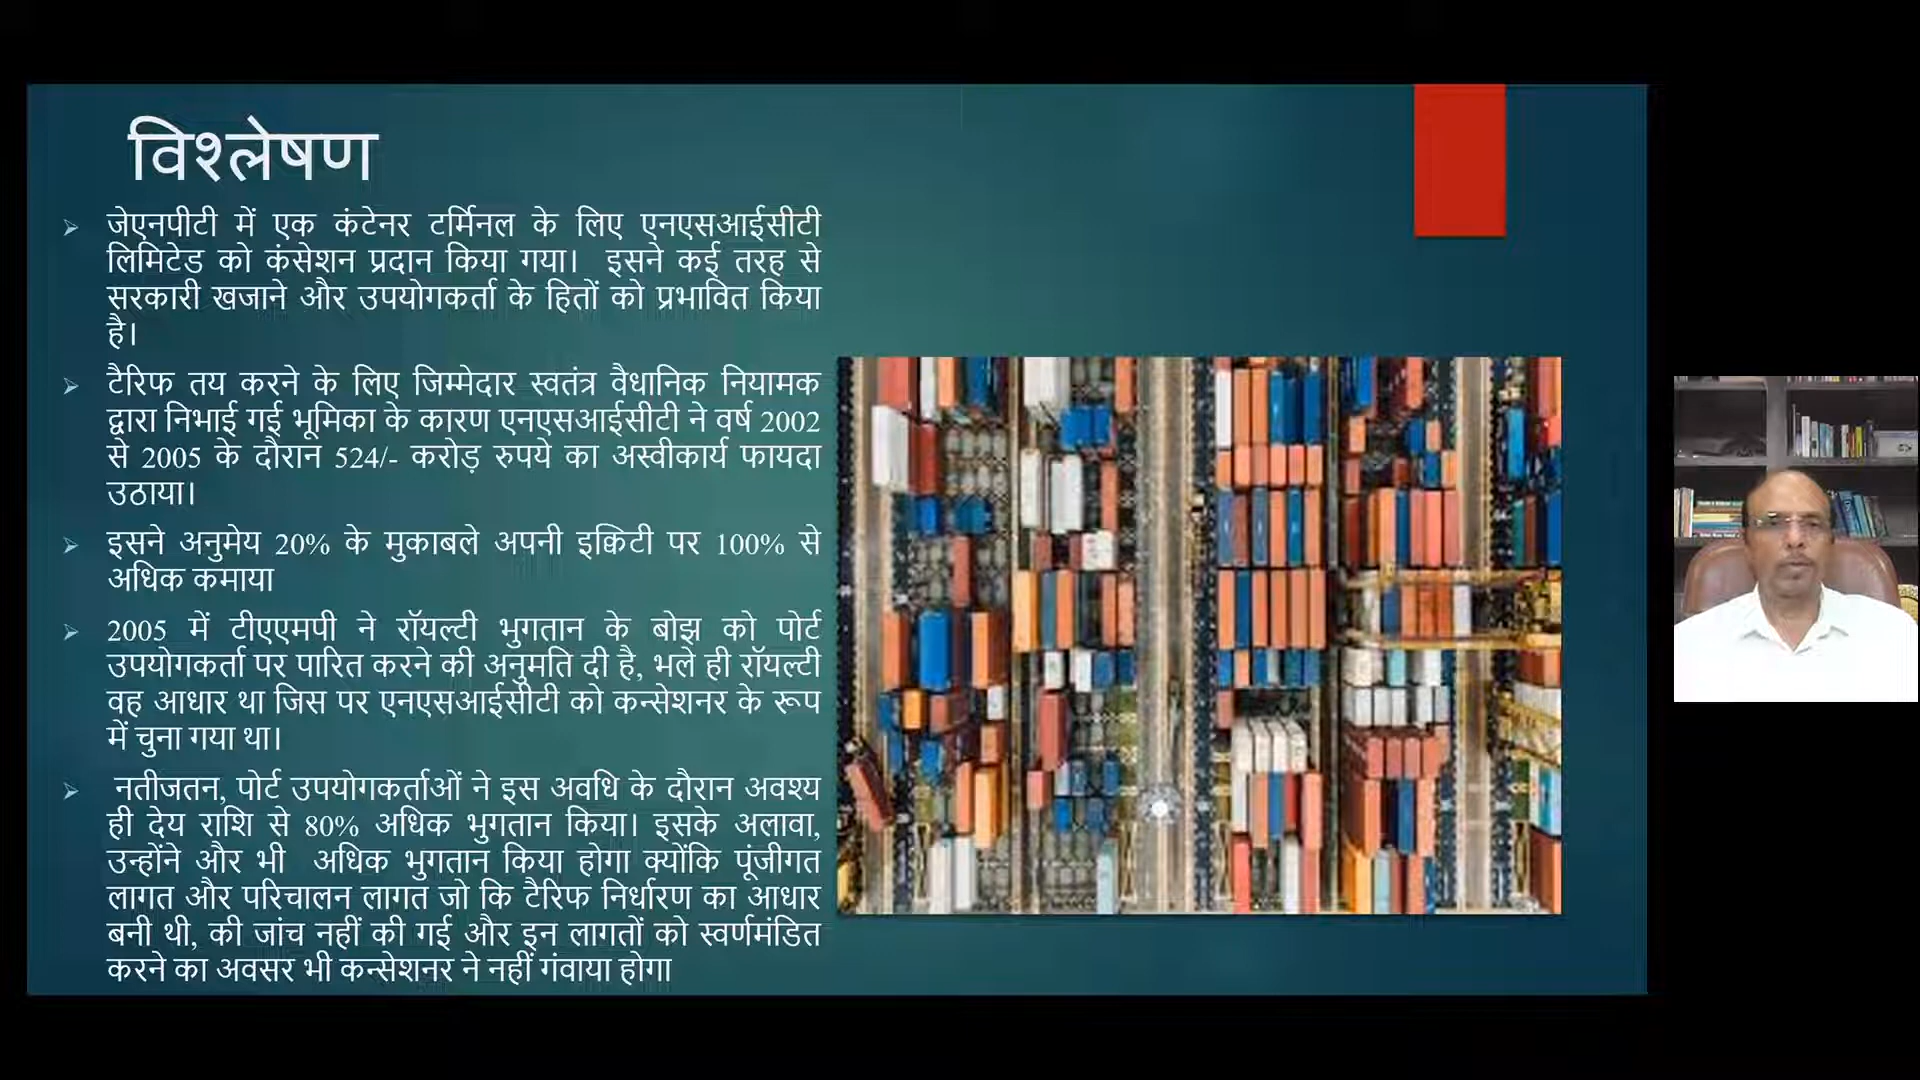 विश्लेषण
जेएनपीटी में एक कंटेनर टर्मिनल के लिए एनएसआईसीटी
लिमिटेड को कंसेशन प्रदान किया गया। इसने कई तरह से
सरकारी खजाने और उपयोगकर्ता के हितों को प्रभावित किया
है।
टैरिफ तय करने के लिए जिम्मेदार स्वतंत्र वैधानिक नियामक
द्वारा निभाई गई भूमिका के कारण एनएसआईसीटी ने वर्ष 2002
से 2005 के दौरान 524/- करोड़ रुपये का अस्वीकार्य फायदा
उठाया।
इसने अनुमेय 20% के मुकाबले अपनी इक्विटी पर 100% से
अधिक कमाया
2005 में टीएएमपी ने रॉयल्टी भुगतान के बोझ को पोर्ट
उपयोगकर्ता पर पारित करने की अनुमति दी है, भले ही रॉयल्टी
वह आधार था जिस पर एनएसआईसीटी को कन्सेशनर के रूप
में चुना गया था।
नतीजतन, पोर्ट उपयोगकर्ताओं ने इस अवधि के दौरान अवश्य
ही देय राशि से 80% अधिक भुगतान किया। इसके अलावा,
उन्होंने और भी अधिक भुगतान किया होगा क्योंकि पूंजीगत
लागत और परिचालन लागत जो कि टैरिफ निर्धारण का आधार
बनी थी, की जांच नहीं की गई और इन लागतों को स्वर्णमंडित
करने का अवसर भी कन्सेशनर ने नहीं गंवाया होगा